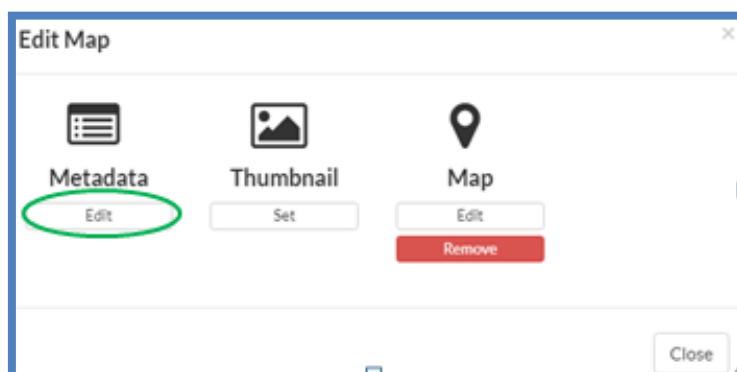 Edit Map
×
Metadata Thumbnail Map
Edit Set Edit
Remove
Close